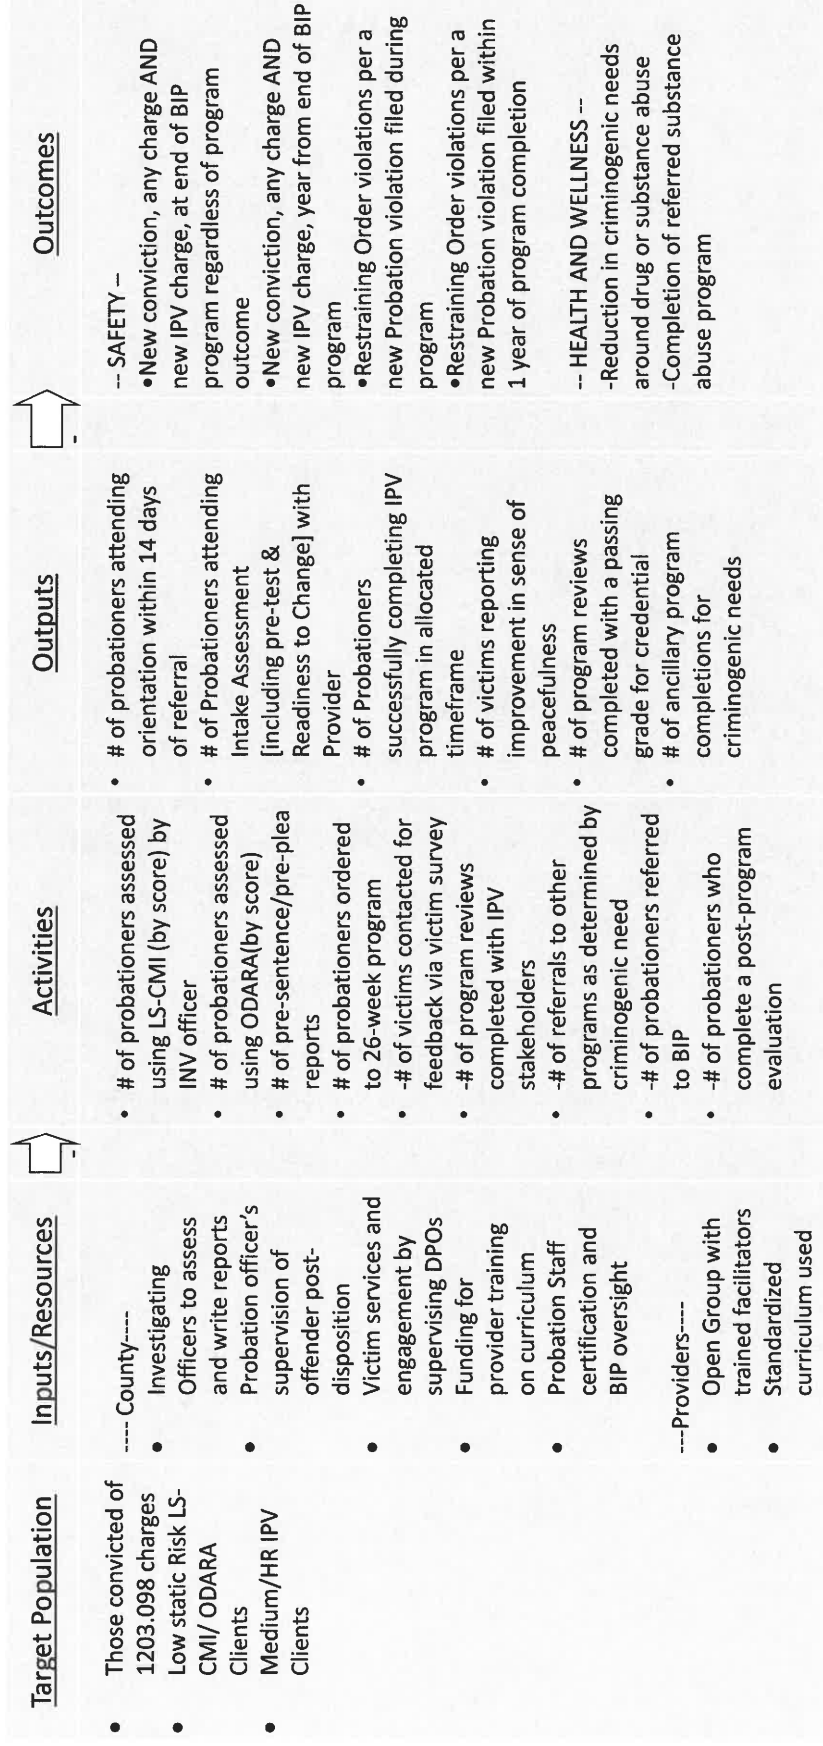 Target Population
• Those convicted of
1203.098 charges
• Low static Risk LS-
CMI/ ODARA
Clients
• Medium/HR IPV
Clients
Inputs/Resources
---- County----
• Investigating
Officers to assess
and write reports
• Probation officer's
supervision of
offender post-
disposition
• Victim services and
engagement by
supervising DPOs
• Funding for
provider training
on curriculum
• Probation Staff
certification and
BIP oversight
---Providers----
• Open Group with
trained facilitators
• Standardized
curriculum used
Activities
• # of probationers assessed
using LS-CMI (by score) by
INV officer
• # of probationers assessed
using ODARA(by score)
• # of pre-sentence/pre-plea
reports
• # of probationers ordered
to 26-week program
• -# of victims contacted for
feedback via victim survey
• -# of program reviews
completed with IPV
stakeholders
• -# of referrals to other
programs as determined by
criminogenic need
• -# of probationers referred
to BIP
• -# of probationers who
complete a post-program
evaluation
Outputs
• # of probationers attending
orientation within 14 days
of referral
• # of Probationers attending
Intake Assessment
[including pre-test &
Readiness to Change] with
Provider
• # of Probationers
successfully completing IPV
program in allocated
timeframe
• # of victims reporting
improvement in sense of
peacefulness
• # of program reviews
completed with a passing
grade for credential
• # of ancillary program
completions for
criminogenic needs
Outcomes
-- SAFETY –
•New conviction, any charge AND
new IPV charge, at end of BIP
program regardless of program
outcome
•New conviction, any charge AND
new IPV charge, year from end of BIP
program
•Restraining Order violations per a
new Probation violation filed during
program
•Restraining Order violations per a
new Probation violation filed within
1 year of program completion
-- HEALTH AND WELLNESS --
-Reduction in criminogenic needs
around drug or substance abuse
-Completion of referred substance
abuse program